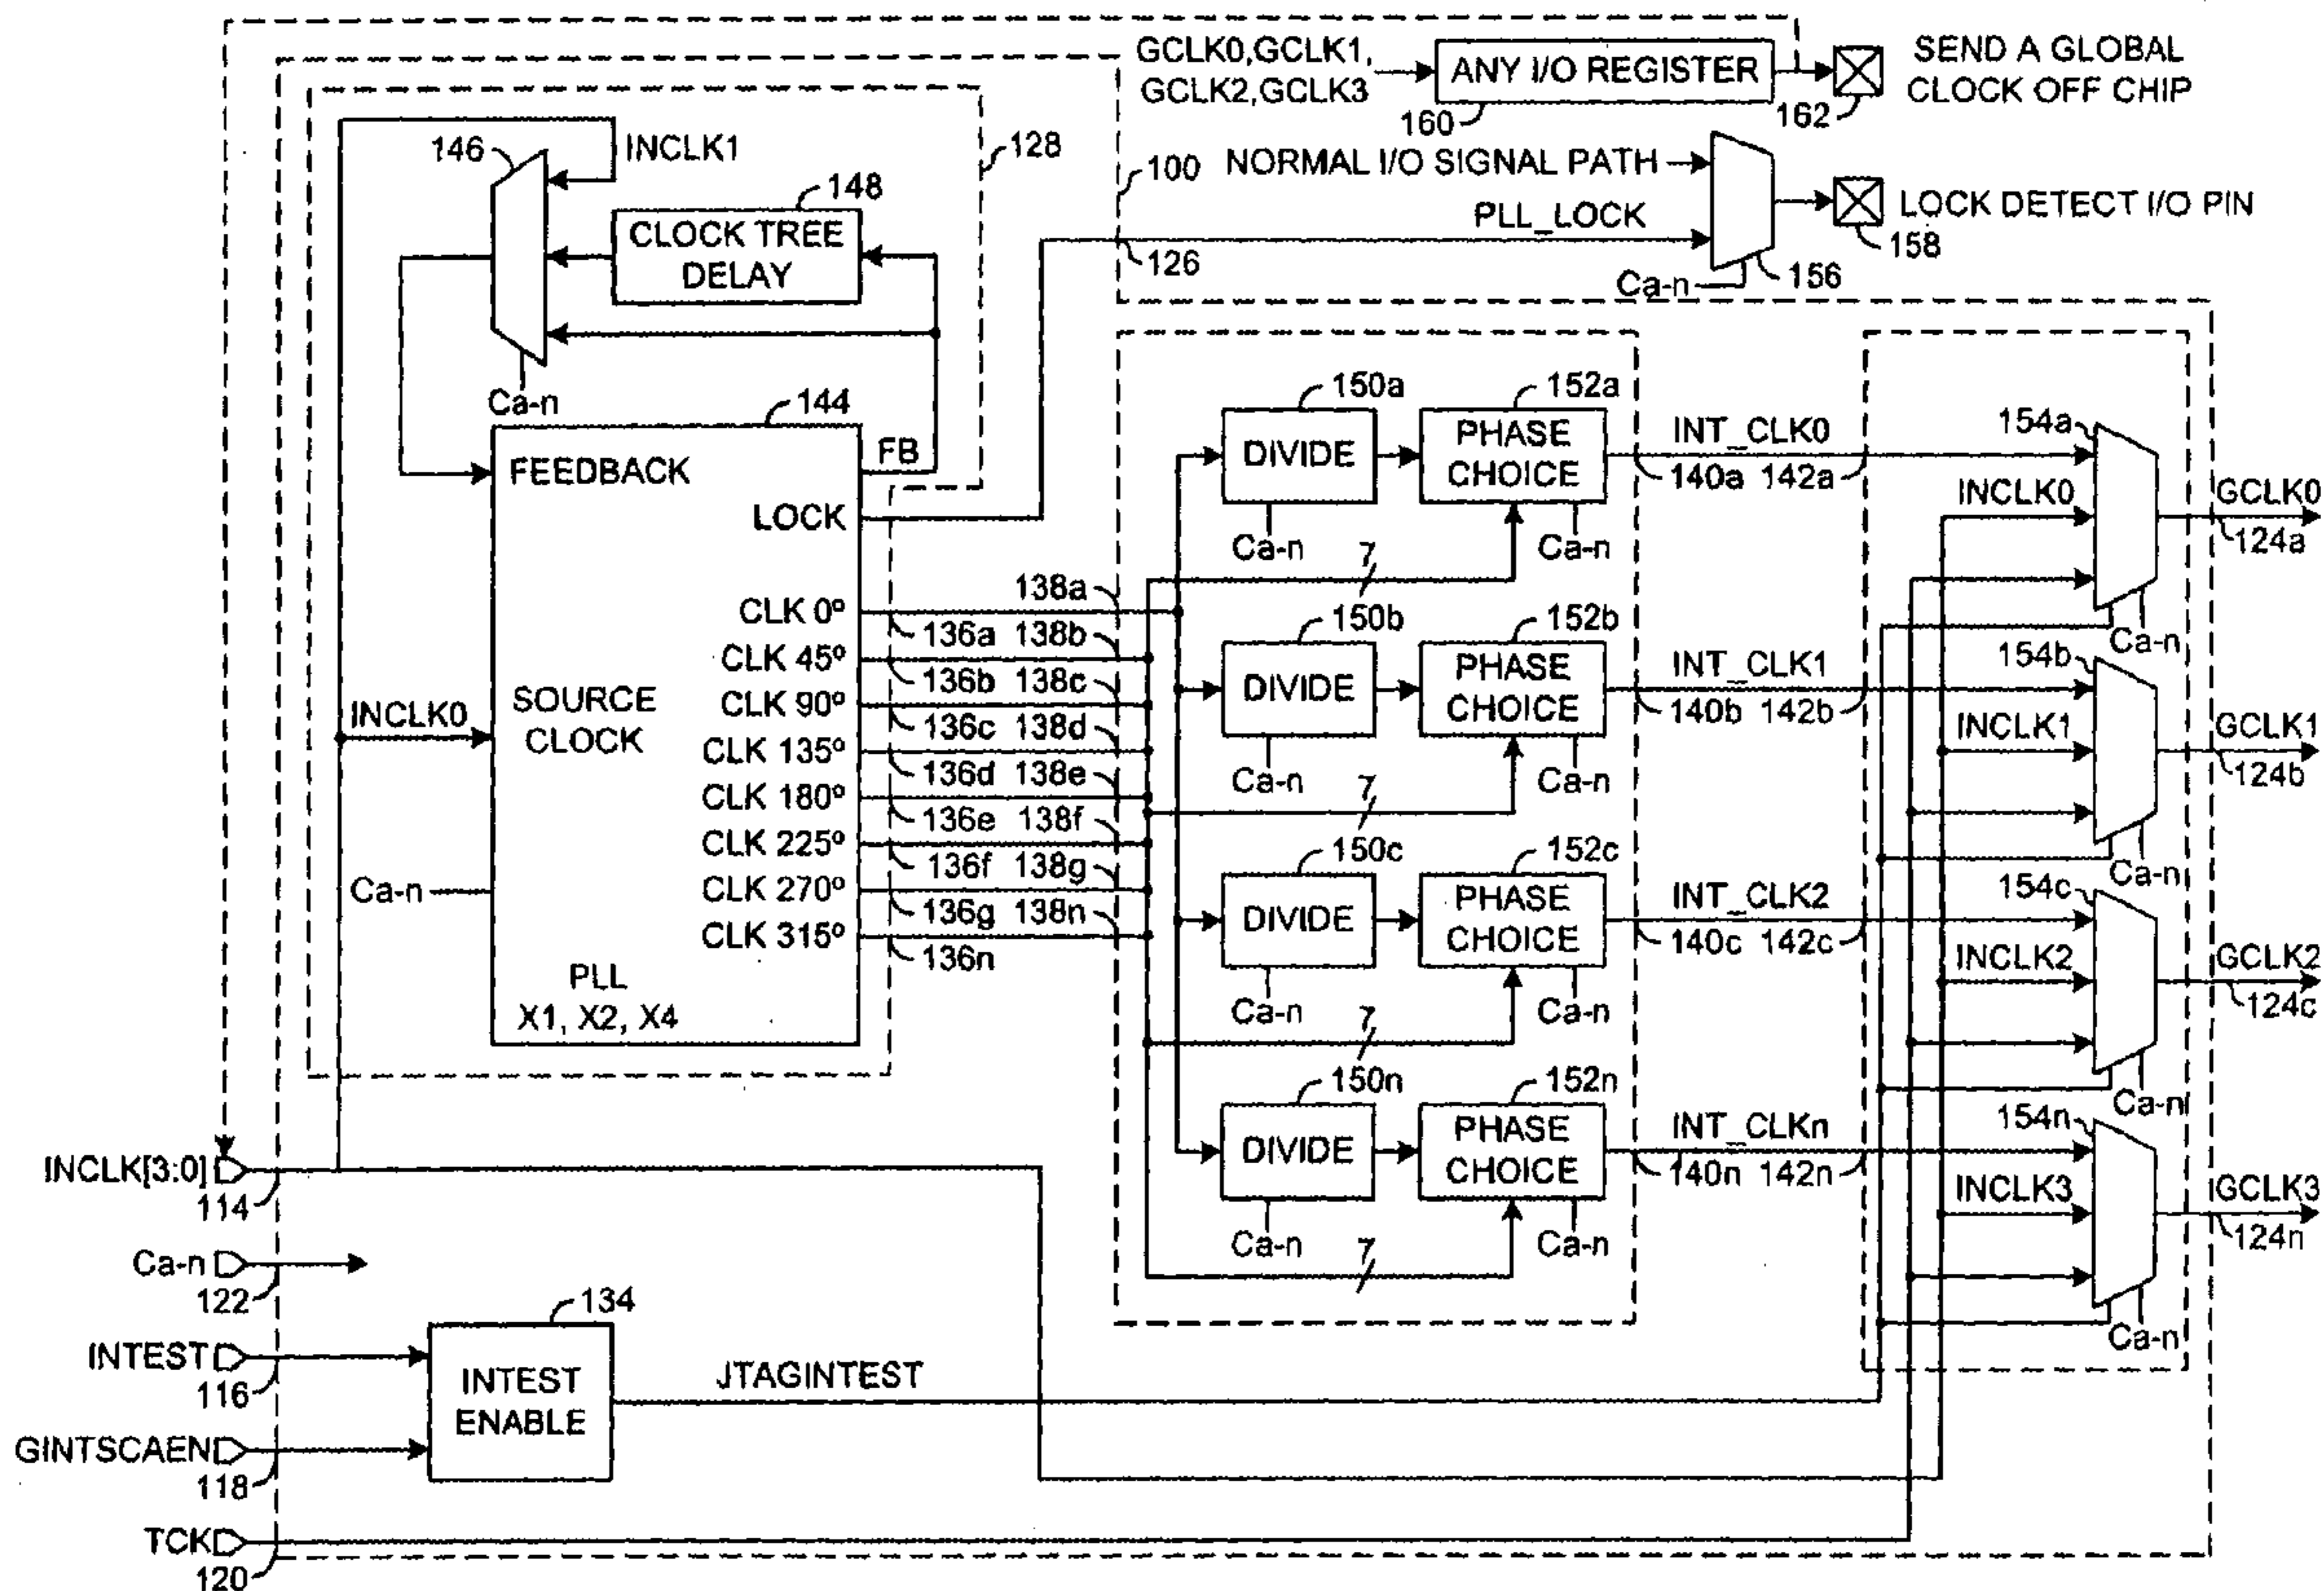 GCLK0,GCLK1,
GCLK2,GCLK3
ANY I/O REGISTER
160
162
SEND A GLOBAL
CLOCK OFF CHIP
146
INCLK1
128
100
NORMAL I/O SIGNAL PATH
148
CLOCK TREE
DELAY
PLL_LOCK
126
LOCK DETECT I/O PIN
158
Ca-n
156
Ca-n
144
FEEDBACK
FB
LOCK
CLK 0º
CLK 45º
CLK 90º
CLK 135º
CLK 180º
CLK 225º
CLK 270º
CLK 315º
INCLK0
SOURCE
CLOCK
Ca-n
PLL
X1, X2, X4
138a
136a 138b
136b 138c
136c 138d
136d 138e
136e 138f
136f 138g
136g 138n
136n
150a
DIVIDE
Ca-n
152a
PHASE
CHOICE
Ca-n
7
INT_CLK0
140a 142a
150b
DIVIDE
Ca-n
152b
PHASE
CHOICE
Ca-n
7
INT_CLK1
140b 142b
150c
DIVIDE
Ca-n
152c
PHASE
CHOICE
Ca-n
7
INT_CLK2
140c 142c
150n
DIVIDE
Ca-n
152n
PHASE
CHOICE
Ca-n
7
INT_CLKn
140n 142n
154a
INCLK0
GCLK0
124a
Ca-n
154b
INCLK1
GCLK1
124b
Ca-n
154c
INCLK2
GCLK2
124c
Ca-n
154n
INCLK3
GCLK3
124n
Ca-n
INCLK[3:0]
114
Ca-n
122
INTEST
116
GINTSCAEN
118
TCK
120
134
INTEST
ENABLE
JTAGINTEST